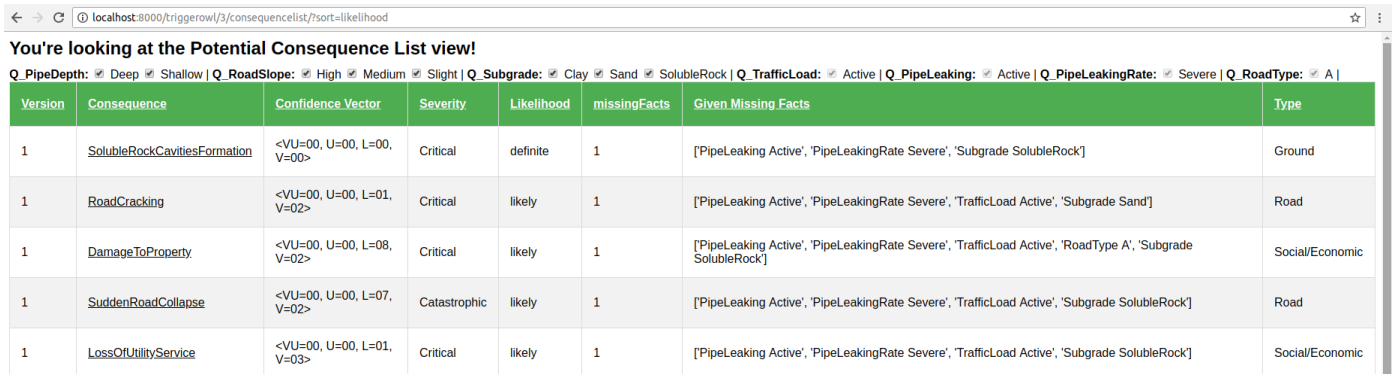 localhost:8000/triggerowl/3/consequencelist/?sort=likelihood
You're looking at the Potential Consequence List view!
Q_PipeDepth: Deep Shallow | Q_RoadSlope: High Medium Slight | Q_Subgrade: Clay Sand SolubleRock | Q_TrafficLoad: Active | Q_PipeLeaking: Active | Q_PipeLeakingRate: Severe | Q_RoadType: A |
Version Consequence Confidence Vector Severity Likelihood missingFacts Given Missing Facts Type
1 SolubleRockCavitiesFormation <VU=00, U=00, L=00, V=00> Critical definite 1 ['PipeLeaking Active', 'PipeLeakingRate Severe', 'Subgrade SolubleRock'] Ground
1 RoadCracking <VU=00, U=00, L=01, V=02> Critical likely 1 ['PipeLeaking Active', 'PipeLeakingRate Severe', 'TrafficLoad Active', 'Subgrade Sand'] Road
1 DamageToProperty <VU=00, U=00, L=08, V=02> Critical likely 1 ['PipeLeaking Active', 'PipeLeakingRate Severe', 'TrafficLoad Active', 'RoadType A', 'Subgrade SolubleRock'] Social/Economic
1 SuddenRoadCollapse <VU=00, U=00, L=07, V=02> Catastrophic likely 1 ['PipeLeaking Active', 'PipeLeakingRate Severe', 'TrafficLoad Active', 'Subgrade SolubleRock'] Road
1 LossOfUtilityService <VU=00, U=00, L=01, V=03> Critical likely 1 ['PipeLeaking Active', 'PipeLeakingRate Severe', 'TrafficLoad Active', 'Subgrade SolubleRock'] Social/Economic